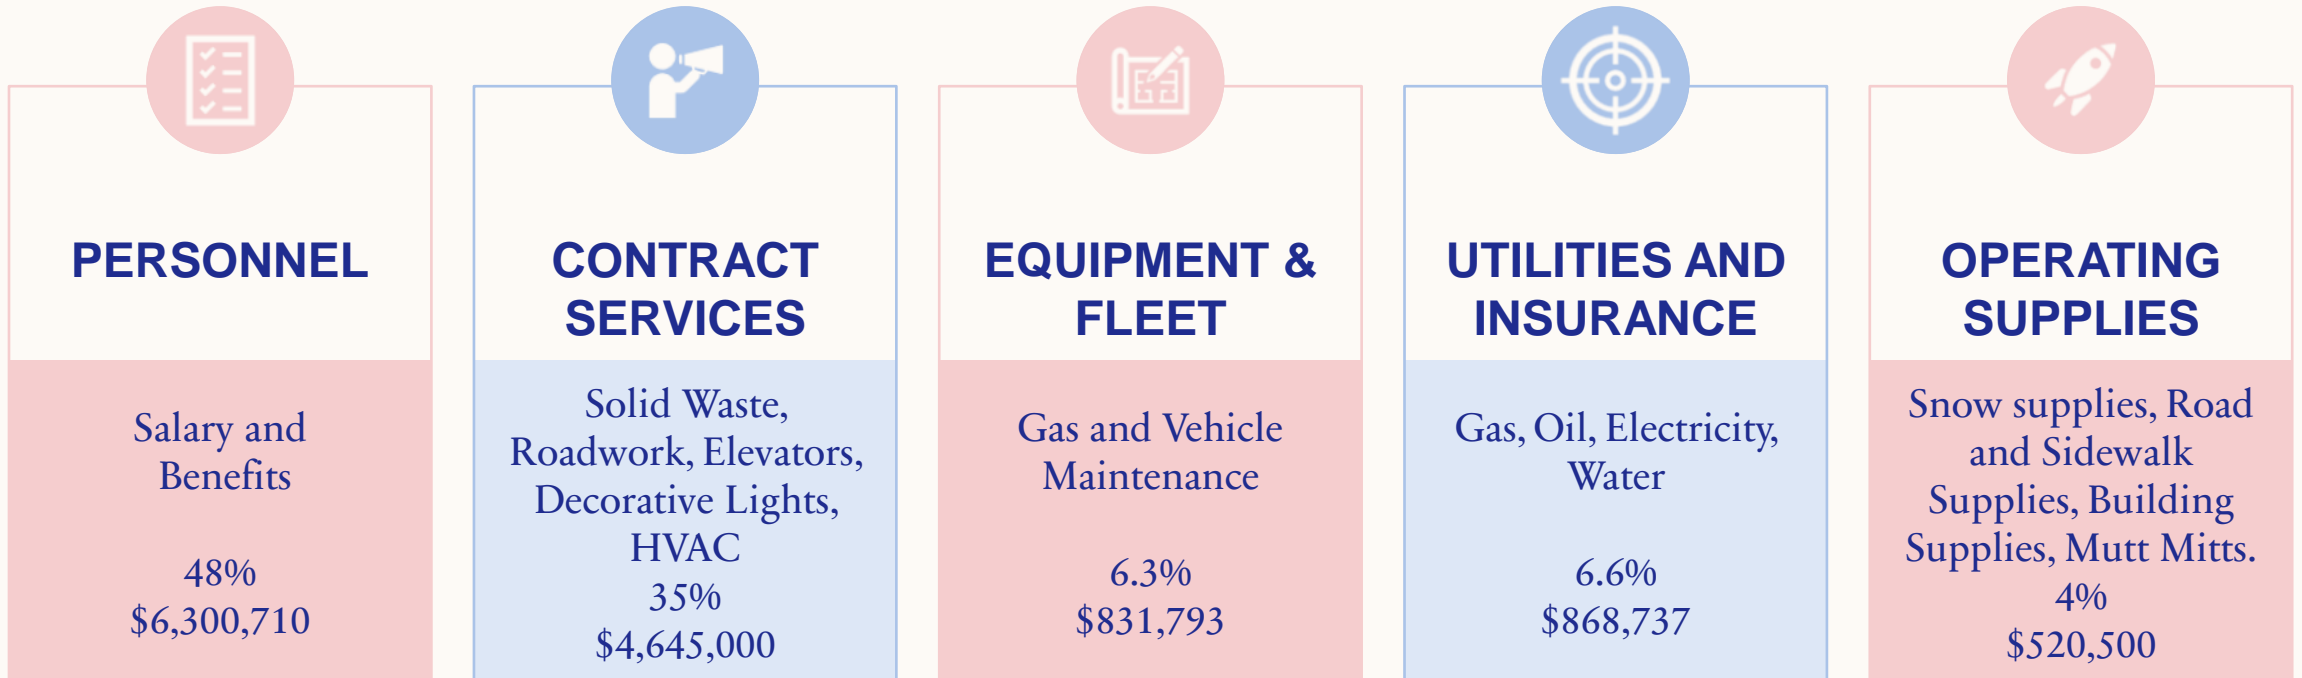 PERSONNEL
Salary and
Benefits
48%
$6,300,710
CONTRACT
SERVICES
Solid Waste,
Roadwork, Elevators,
Decorative Lights,
HVAC
35%
$4,645,000
EQUIPMENT &
FLEET
Gas and Vehicle
Maintenance
6.3%
$831,793
UTILITIES AND
INSURANCE
Gas, Oil, Electricity,
Water
6.6%
$868,737
OPERATING
SUPPLIES
Snow supplies, Road
and Sidewalk
Supplies, Building
Supplies, Mutt Mitts.
4%
$520,500